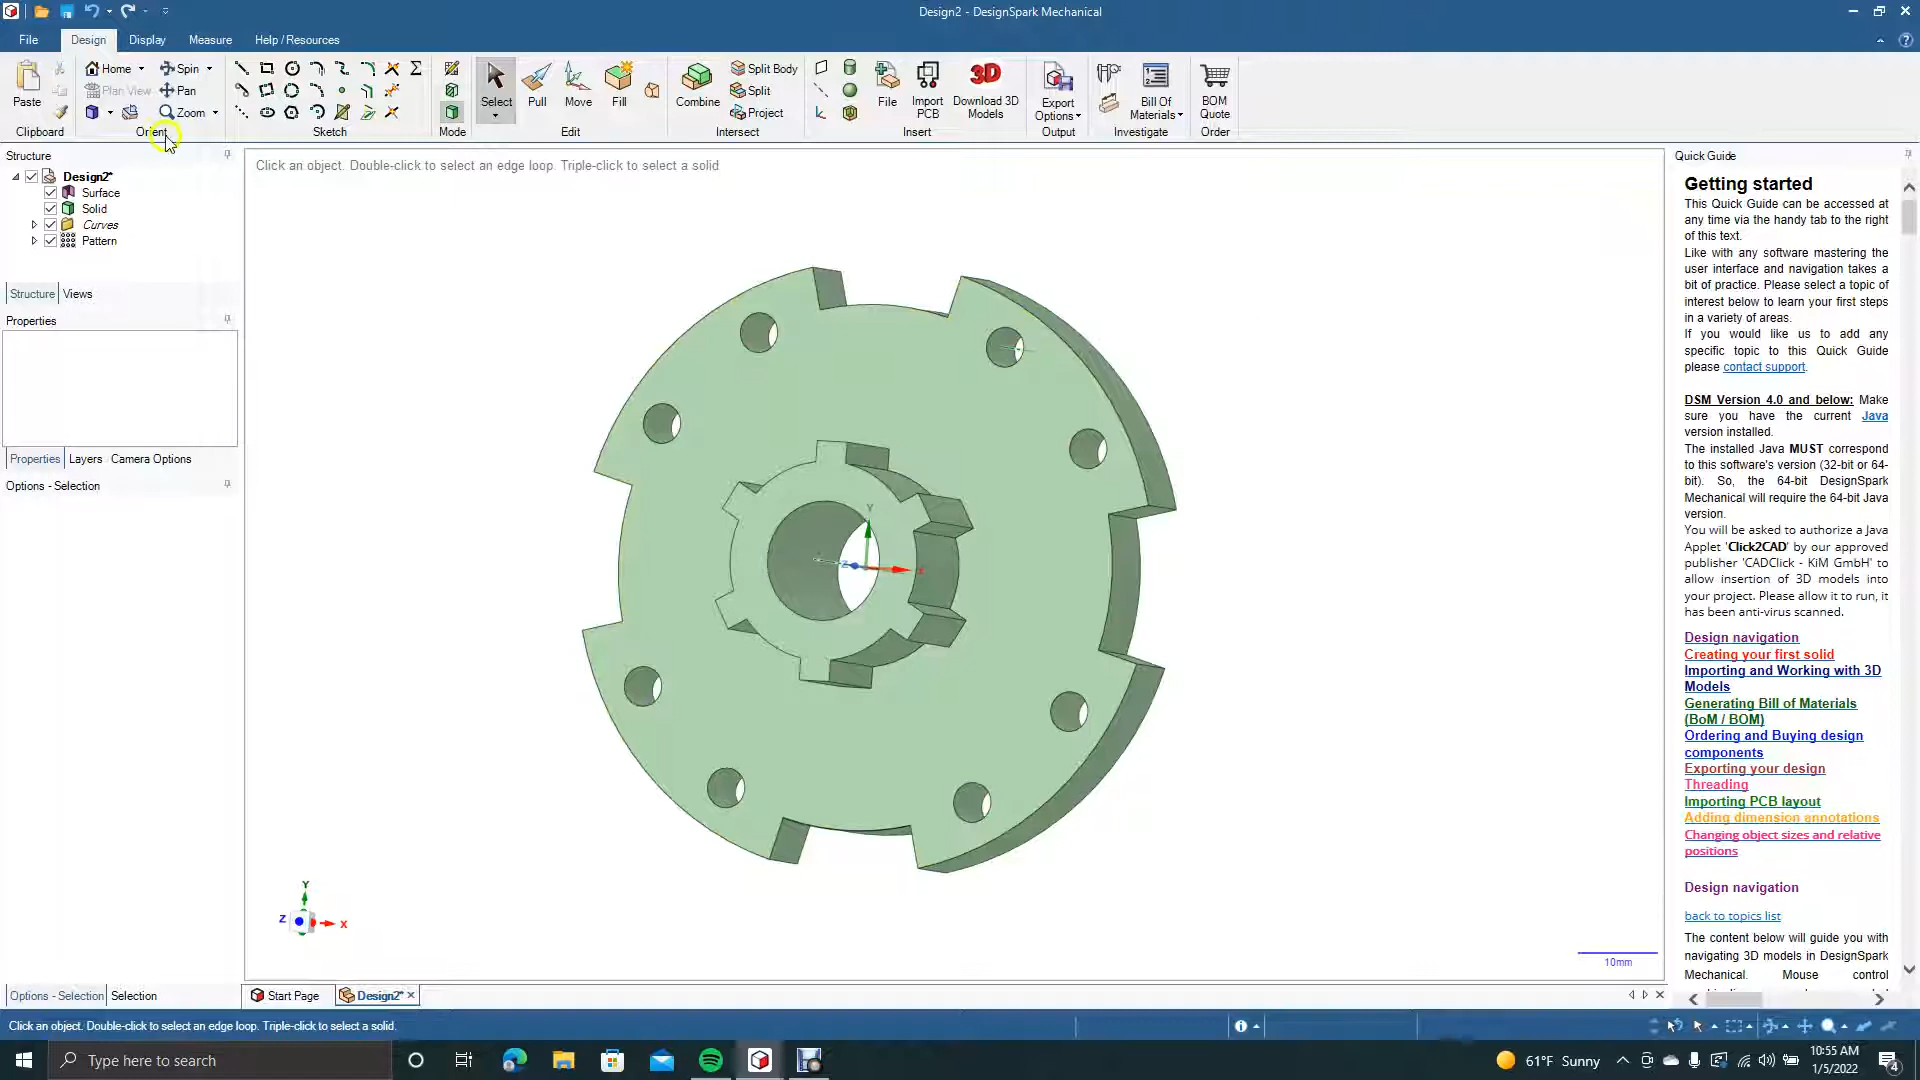 Design2 - DesignSpark Mechanical
File Design Display Measure Help / Resources
Paste
Home Spin
Plan View Pan
Zoom
Select Pull Move Fill
Combine
Split Body
Split
Project
File Import PCB Download 3D Models
Export Options
Bill Of Materials
BOM Quote
Clipboard Orient Sketch Mode Edit Intersect Insert Output Investigate Order
Structure
Design2*
Surface
Solid
Curves
Pattern
Structure Views
Properties
Properties Layers Camera Options
Options - Selection
Options - Selection Selection
Click an object. Double-click to select an edge loop. Triple-click to select a solid
Y
Z
X
Y
Z
X
10mm
Start Page Design2*
Quick Guide
Getting started
This Quick Guide can be accessed at
any time via the handy tab to the right
of this text.
Like with any software mastering the
user interface and navigation takes a
bit of practice. Please select a topic of
interest below to learn your first steps
in a variety of areas.
If you would like us to add any
specific topic to this Quick Guide
please contact support.
DSM Version 4.0 and below: Make
sure you have the current Java
version installed.
The installed Java MUST correspond
to this software's version (32-bit or 64-
bit). So, the 64-bit DesignSpark
Mechanical will require the 64-bit Java
version.
You will be asked to authorize a Java
Applet 'Click2CAD' by our approved
publisher 'CADClick - KiM GmbH' to
allow insertion of 3D models into
your project. Please allow it to run, it
has been anti-virus scanned.
Design navigation
Creating your first solid
Importing and Working with 3D
Models
Generating Bill of Materials
(BoM / BOM)
Ordering and Buying design
components
Exporting your design
Threading
Importing PCB layout
Adding dimension annotations
Changing object sizes and relative
positions
Design navigation
back to topics list
The content below will guide you with
navigating 3D models in DesignSpark
Mechanical. Mouse control
Click an object. Double-click to select an edge loop. Triple-click to select a solid.
Type here to search
61°F Sunny
10:55 AM
1/5/2022
4